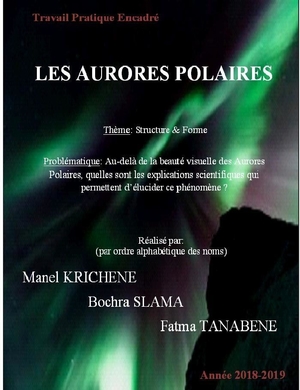 Travail Pratique Encadré
LES AURORES POLAIRES
Thème: Structure & Forme
Problématique: Au-delà de la beauté visuelle des Aurores
Polaires, quelles sont les explications scientifiques qui
permettent d'élucider ce phénomène ?
Réalisé par:
(par ordre alphabétique des noms)
Manel KRICHENE
Bochra SLAMA
Fatma TANABENE
Année 2018-2019